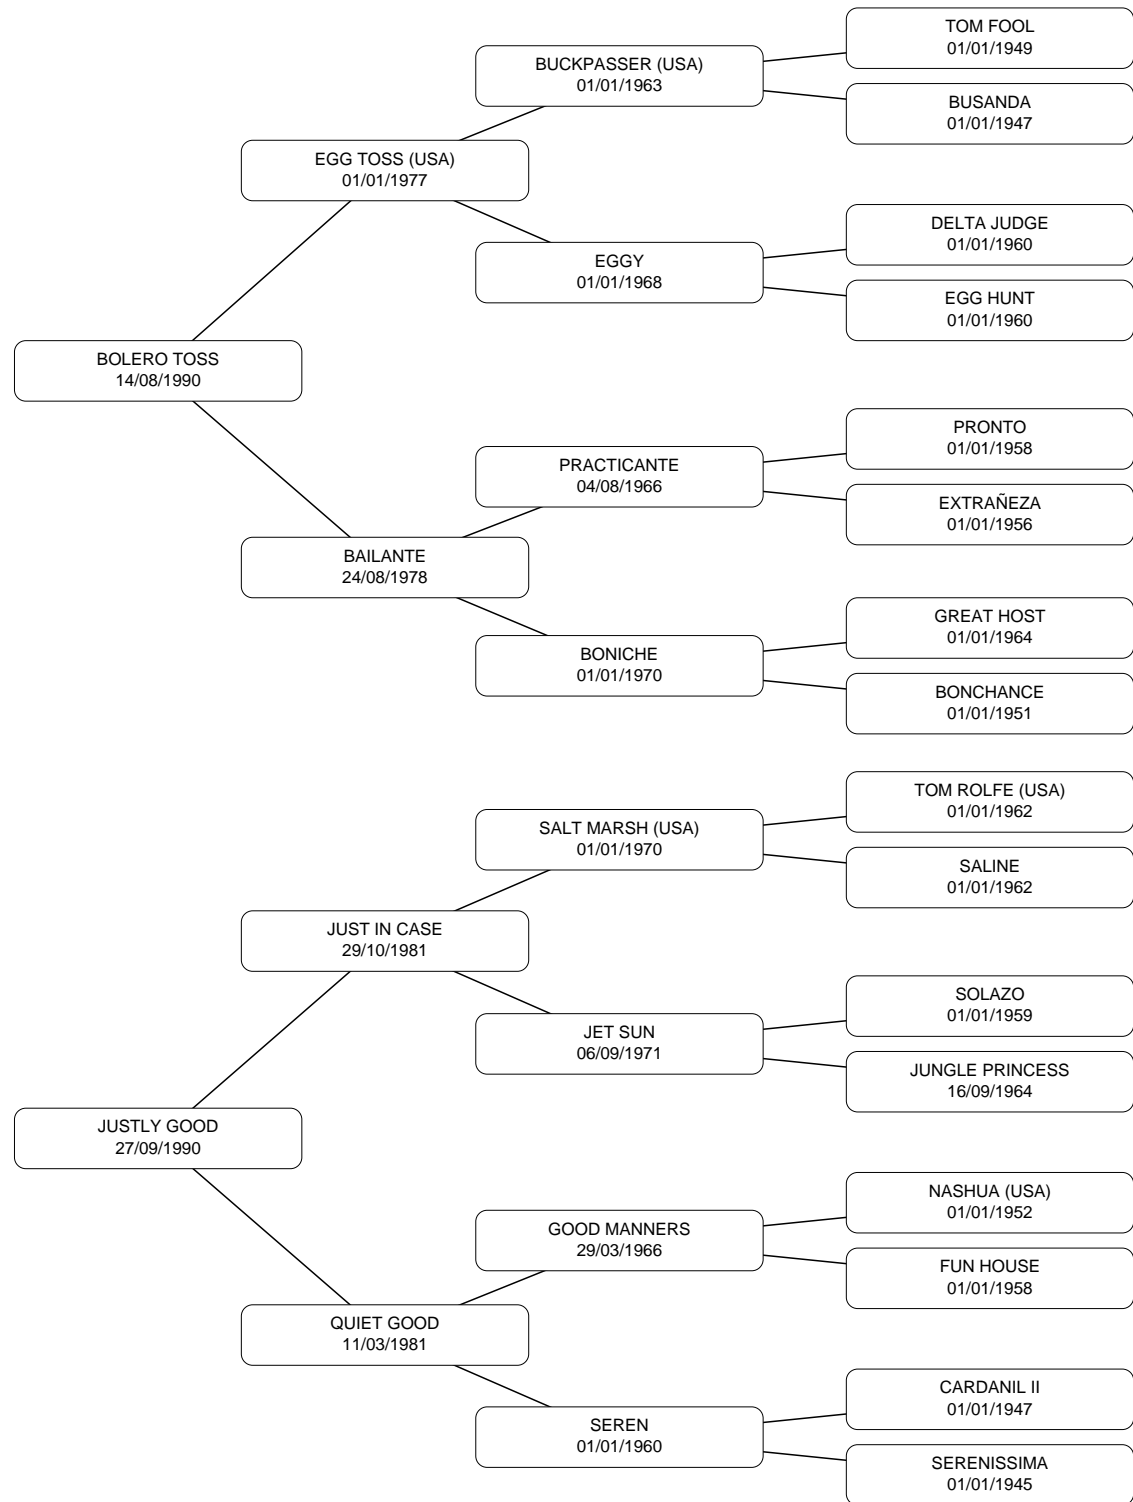 TOM FOOL
01/01/1949
BUCKPASSER (USA)
01/01/1963
BUSANDA
01/01/1947
EGG TOSS (USA)
01/01/1977
DELTA JUDGE
01/01/1960
EGGY
01/01/1968
EGG HUNT
01/01/1960
BOLERO TOSS
14/08/1990
PRONTO
01/01/1958
PRACTICANTE
04/08/1966
EXTRAÑEZA
01/01/1956
BAILANTE
24/08/1978
GREAT HOST
01/01/1964
BONICHE
01/01/1970
BONCHANCE
01/01/1951
TOM ROLFE (USA)
01/01/1962
SALT MARSH (USA)
01/01/1970
SALINE
01/01/1962
JUST IN CASE
29/10/1981
SOLAZO
01/01/1959
JET SUN
06/09/1971
JUNGLE PRINCESS
16/09/1964
JUSTLY GOOD
27/09/1990
NASHUA (USA)
01/01/1952
GOOD MANNERS
29/03/1966
FUN HOUSE
01/01/1958
QUIET GOOD
11/03/1981
CARDANIL II
01/01/1947
SEREN
01/01/1960
SERENISSIMA
01/01/1945